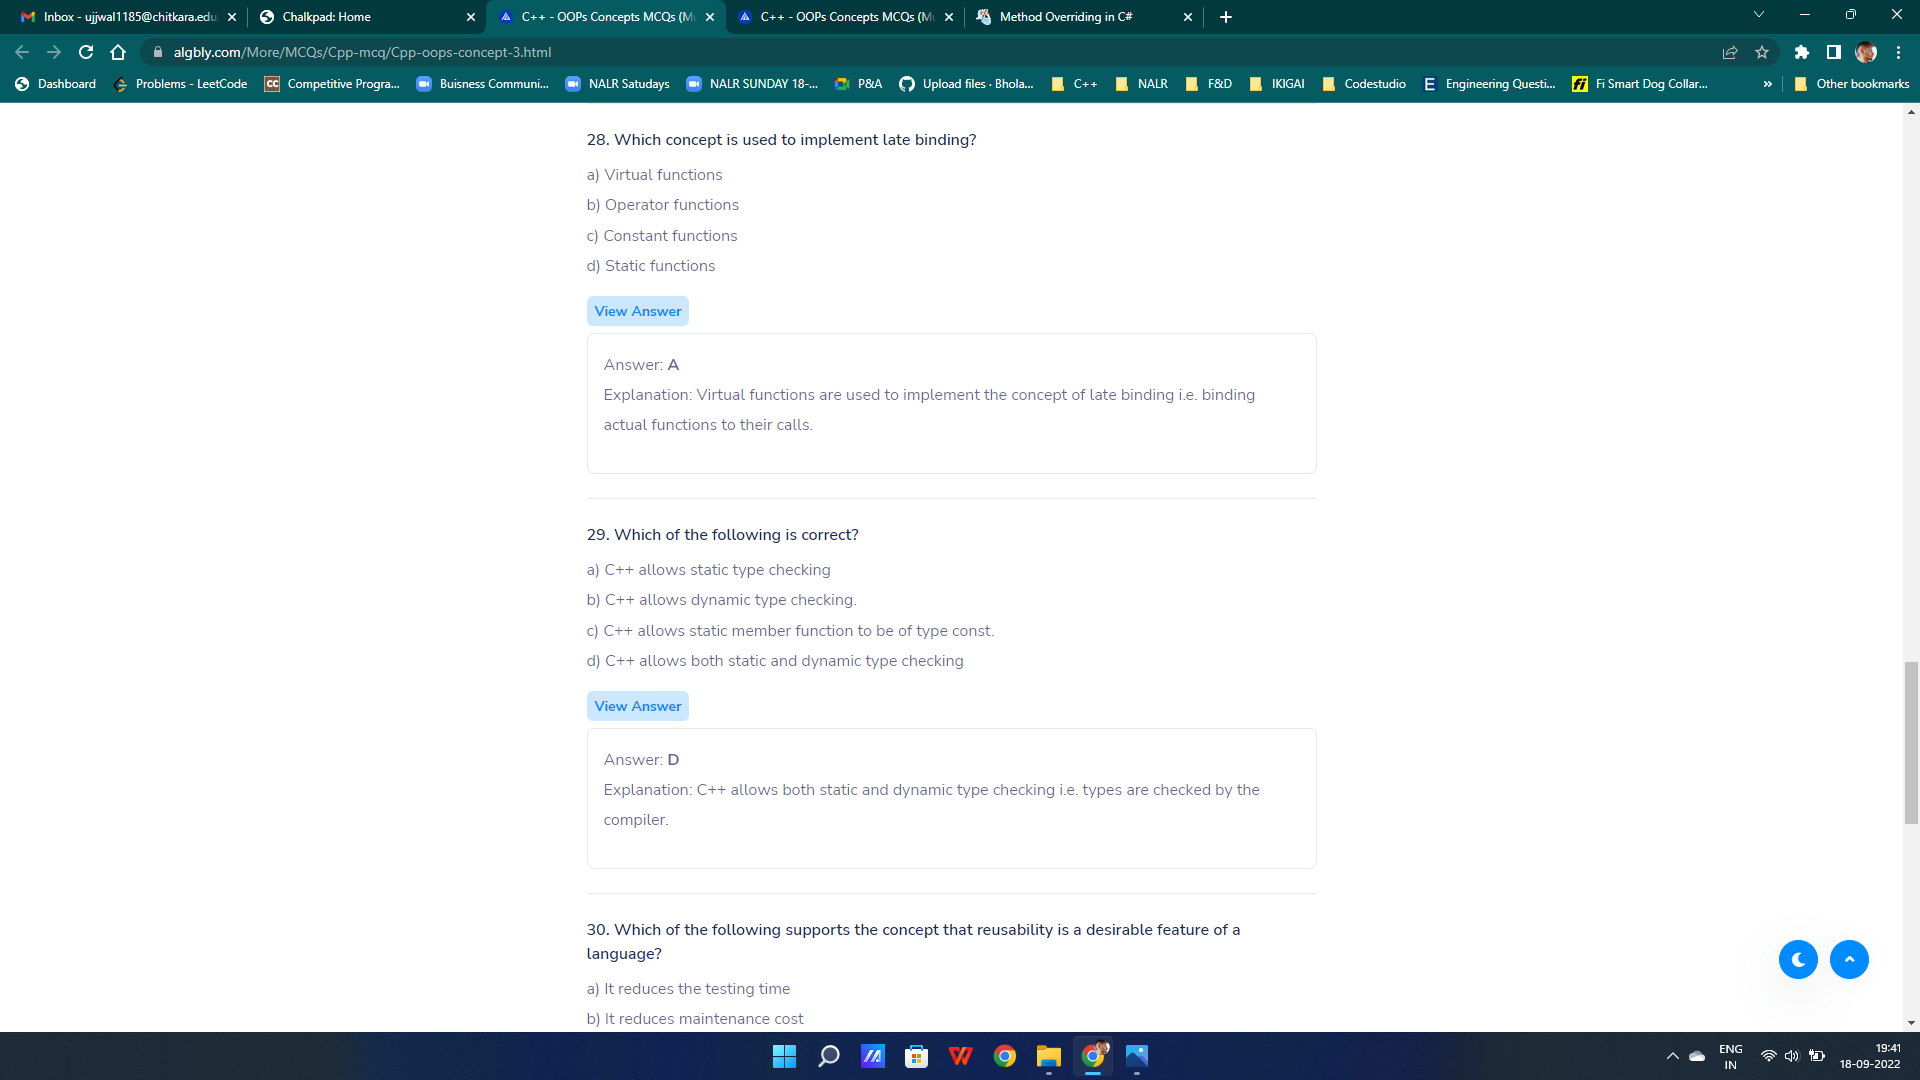 Inbox - ujjwal1185@chitkara.edu
Chalkpad: Home
C++ - OOPs Concepts MCQs (Mu
C++ - OOPs Concepts MCQs (Mu
Method Overriding in C#
algbly.com/More/MCQs/Cpp-mcq/Cpp-oops-concept-3.html
Dashboard
Problems - LeetCode
CC
Competitive Progra...
Buisness Communi...
NALR Satudays
NALR SUNDAY 18-...
P&A
Upload files · Bhola...
C++
NALR
F&D
IKIGAI
Codestudio
E
Engineering Questi...
fi
Fi Smart Dog Collar...
»
Other bookmarks
28. Which concept is used to implement late binding?
a) Virtual functions
b) Operator functions
c) Constant functions
d) Static functions
View Answer
Answer: A
Explanation: Virtual functions are used to implement the concept of late binding i.e. binding
actual functions to their calls.
29. Which of the following is correct?
a) C++ allows static type checking
b) C++ allows dynamic type checking.
c) C++ allows static member function to be of type const.
d) C++ allows both static and dynamic type checking
View Answer
Answer: D
Explanation: C++ allows both static and dynamic type checking i.e. types are checked by the
compiler.
30. Which of the following supports the concept that reusability is a desirable feature of a
language?
a) It reduces the testing time
b) It reduces maintenance cost
ENG
IN
19:41
18-09-2022